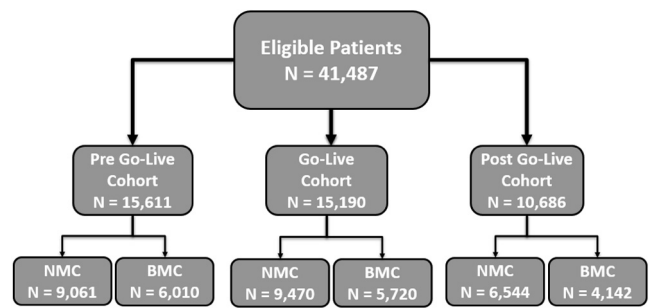 Eligible Patients
N = 41,487
Pre Go-Live
Cohort
N = 15,611
Go-Live
Cohort
N = 15,190
Post Go-Live
Cohort
N = 10,686
NMC
N = 9,061
BMC
N = 6,010
NMC
N = 9,470
BMC
N = 5,720
NMC
N = 6,544
BMC
N = 4,142